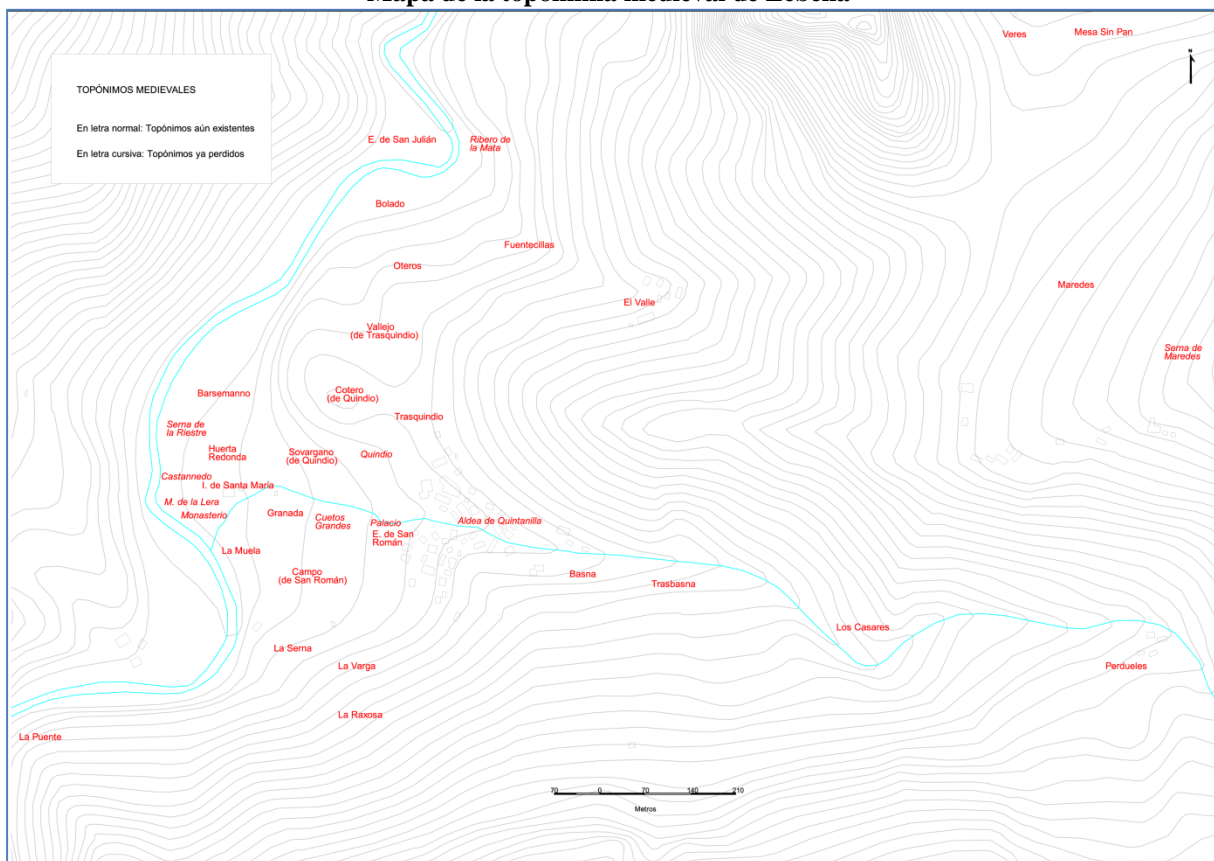 Mapa de la toponimia medieval de Lebeña
Veres
Mesa Sin Pan
N
TOPÓNIMOS MEDIEVALES
En letra normal: Topónimos aún existentes
En letra cursiva: Topónimos ya perdidos
E. de San Julián
Ribero de
la Mata
Bolado
Fuentecillas
Oteros
Maredes
El Valle
Vallejo
(de Trasquindio)
Serna de
Maredes
Barsemanno
Cotero
(de Quindio)
Trasquindio
Serna de
la Riestre
Huerta
Redonda
Sovargano
(de Quindio)
Quindio
Castannedo
I. de Santa María
M. de la Lera
Monasterio
Granada
Cuetos
Grandes
Palacio
E. de San
Román
Aldea de Quintanilla
La Muela
Campo
(de San Román)
Basna
Trasbasna
Los Casares
La Serna
La Varga
Perdueles
La Raxosa
La Puente
70 0 70 140 210
Metros